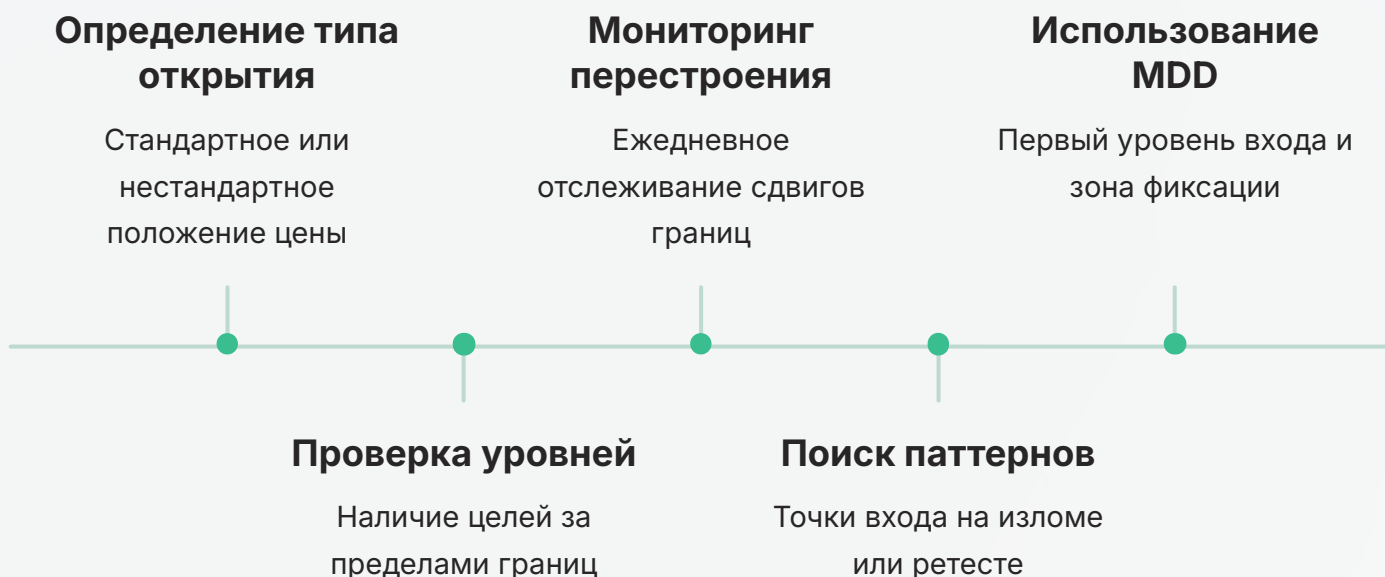 Определение типа
открытия
Стандартное или
нестандартное
положение цены
Мониторинг
перестроения
Ежедневное
отслеживание сдвигов
границ
Использование
MDD
Первый уровень входа и
зона фиксации
Проверка уровней
Наличие целей за
пределами границ
Поиск паттернов
Точки входа на изломе
или ретесте